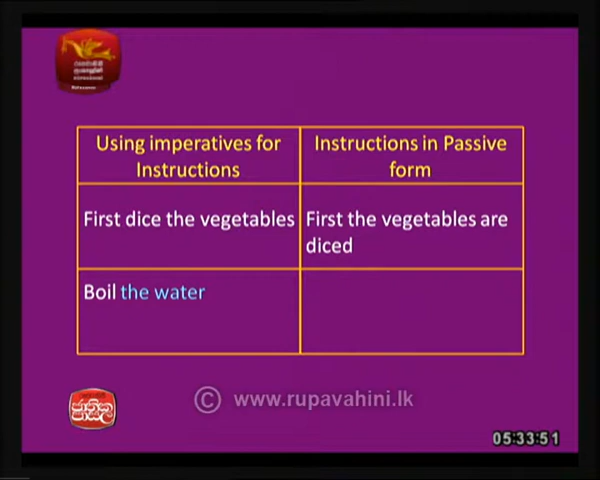 Using imperatives for
Instructions
Instructions in Passive
form
First dice the vegetables
First the vegetables are
diced
Boil the water
ජාතික
පාසල
© www.rupavahini.lk
05:33:51